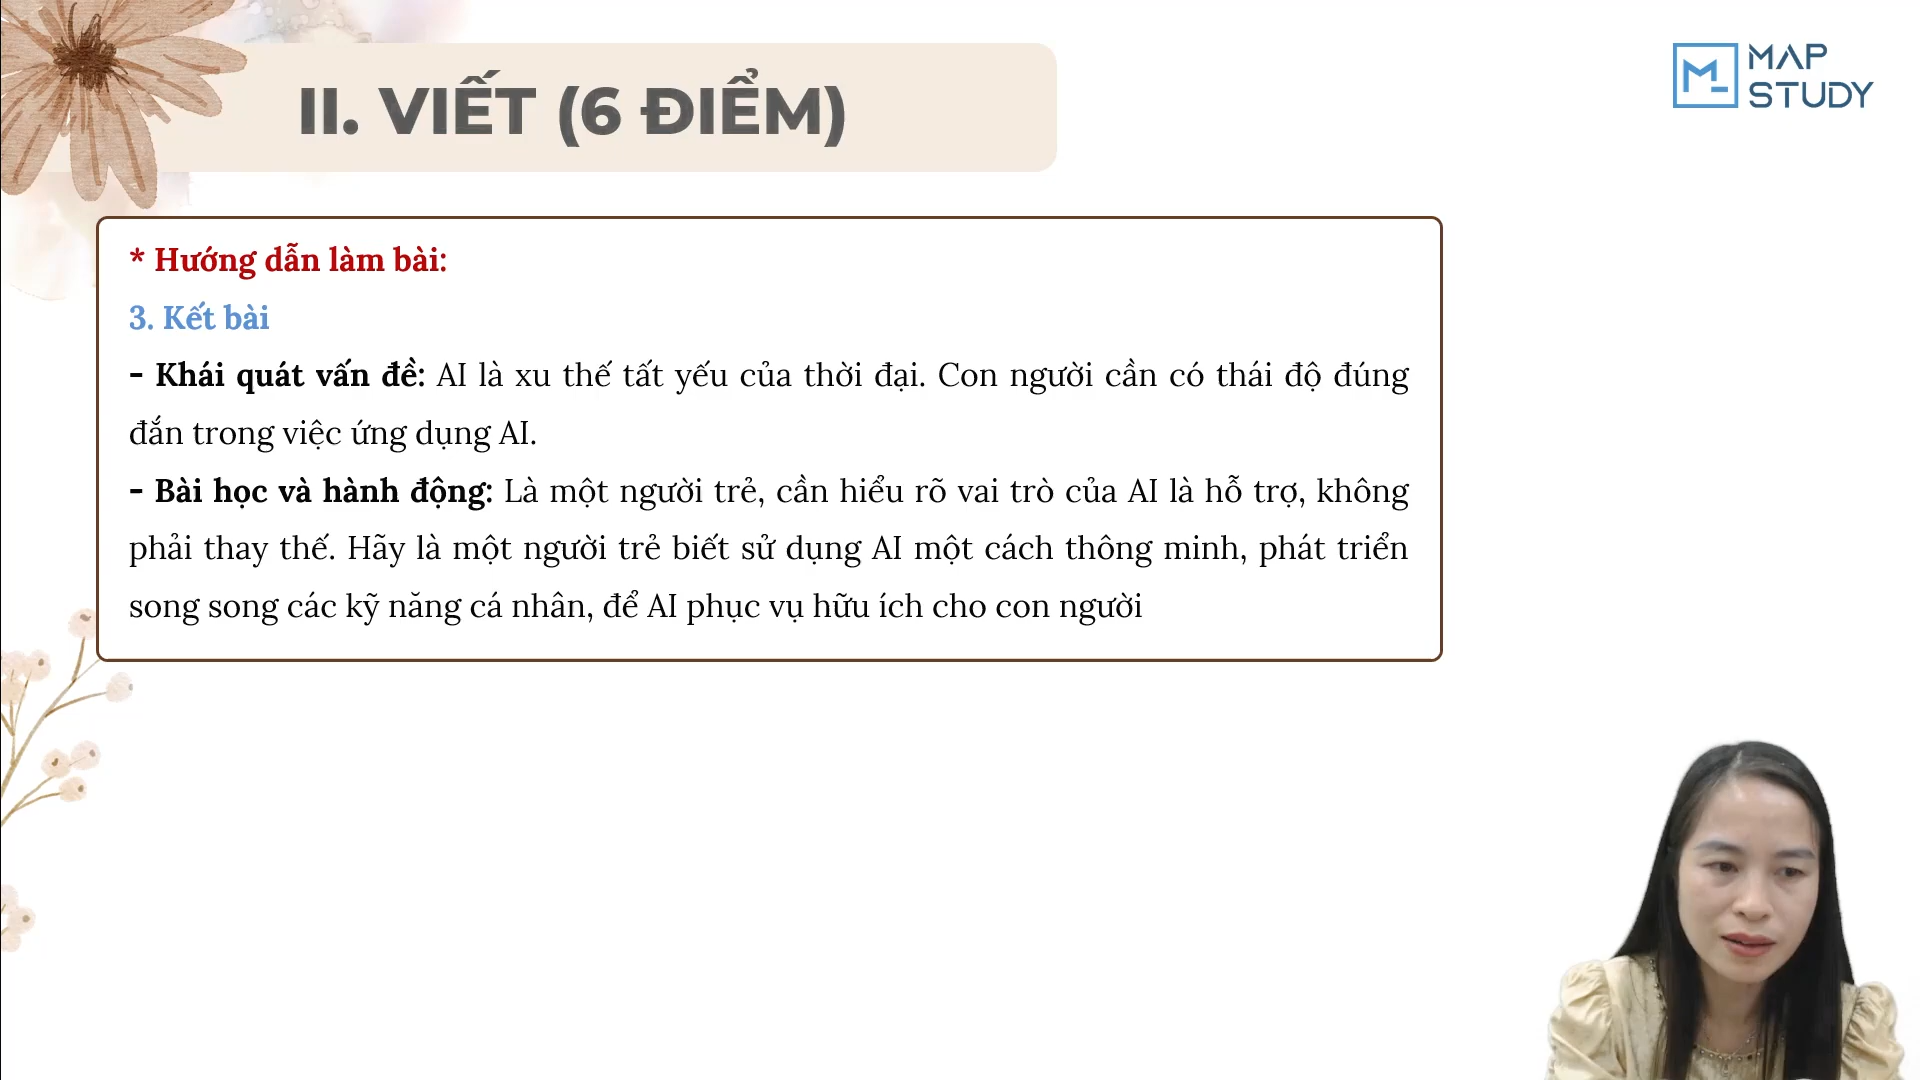 II. VIẾT (6 ĐIỂM)
MAP
STUDY
* Hướng dẫn làm bài:
3. Kết bài
- Khái quát vấn đề: AI là xu thế tất yếu của thời đại. Con người cần có thái độ đúng
đắn trong việc ứng dụng AI.
- Bài học và hành động: Là một người trẻ, cần hiểu rõ vai trò của AI là hỗ trợ, không
phải thay thế. Hãy là một người trẻ biết sử dụng AI một cách thông minh, phát triển
song song các kỹ năng cá nhân, để AI phục vụ hữu ích cho con người